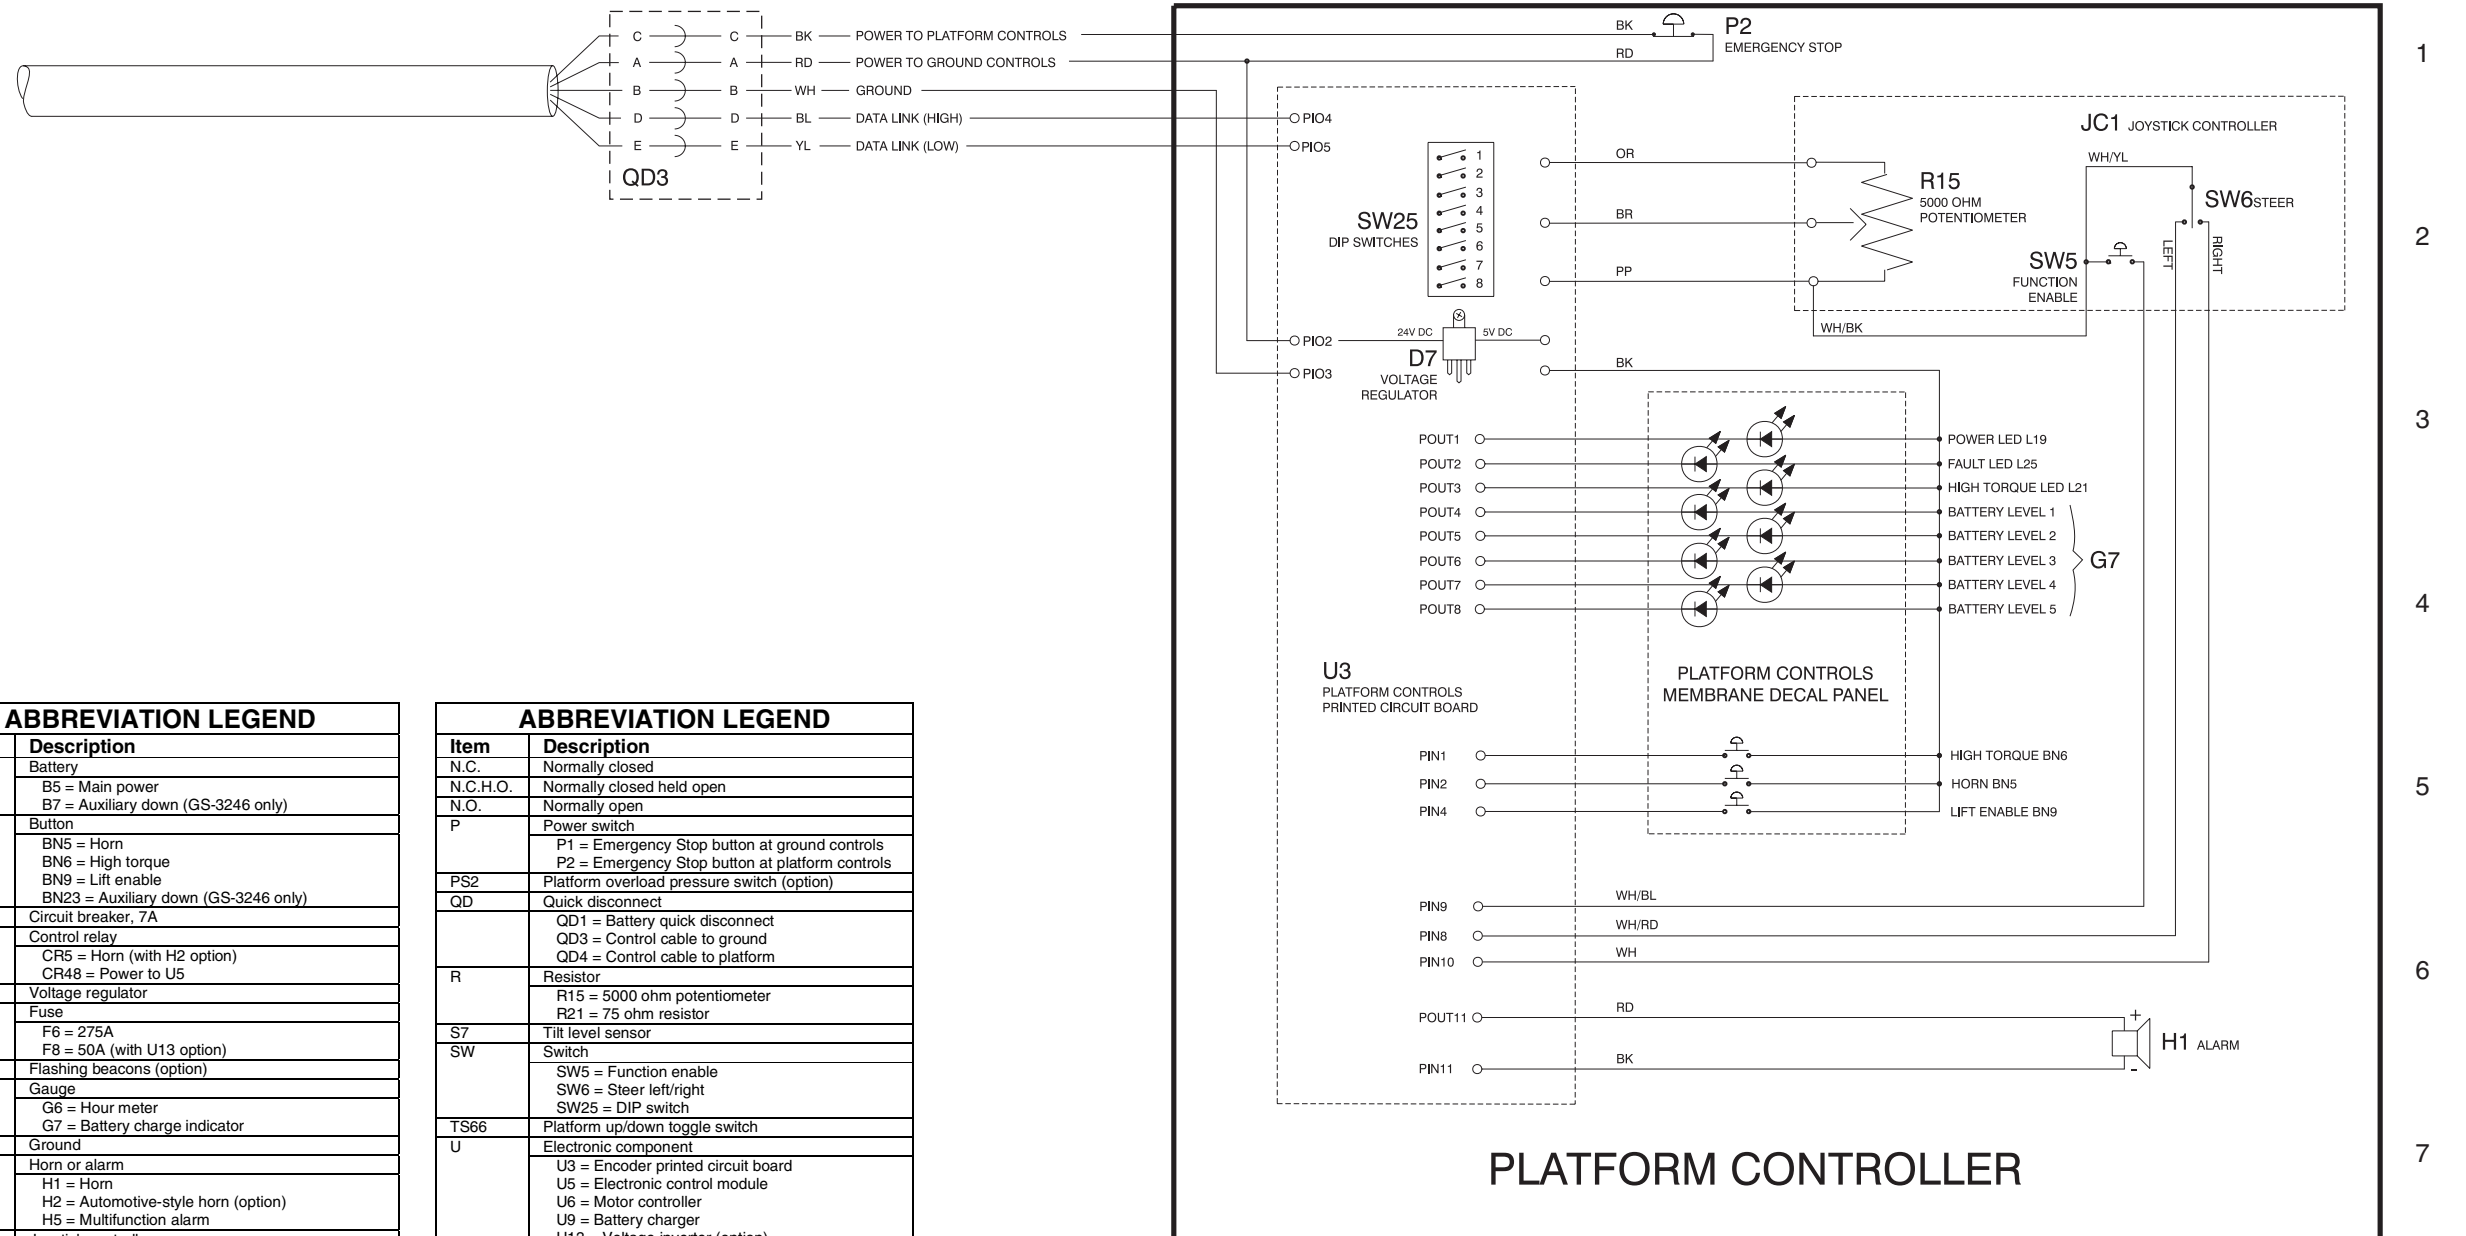 C C BK POWER TO PLATFORM CONTROLS
A A RD POWER TO GROUND CONTROLS
B B WH GROUND
D D BL DATA LINK (HIGH)
E E YL DATA LINK (LOW)
QD3
BK
RD
P2
EMERGENCY STOP
1
2
3
4
5
6
7
PIO4
PIO5
SW25
DIP SWITCHES
1
2
3
4
5
6
7
8
OR
BR
PP
JC1 JOYSTICK CONTROLLER
R15
5000 OHM
POTENTIOMETER
WH/YL
SW6 STEER
LEFT
RIGHT
SW5
FUNCTION
ENABLE
WH/BK
PIO2
24V DC
5V DC
D7
VOLTAGE
REGULATOR
PIO3
BK
POUT1 POWER LED L19
POUT2 FAULT LED L25
POUT3 HIGH TORQUE LED L21
POUT4 BATTERY LEVEL 1
POUT5 BATTERY LEVEL 2
POUT6 BATTERY LEVEL 3
POUT7 BATTERY LEVEL 4
POUT8 BATTERY LEVEL 5
G7
U3
PLATFORM CONTROLS
PRINTED CIRCUIT BOARD
PLATFORM CONTROLS
MEMBRANE DECAL PANEL
PIN1 HIGH TORQUE BN6
PIN2 HORN BN5
PIN4 LIFT ENABLE BN9
PIN9 WH/BL
PIN8 WH/RD
PIN10 WH
POUT11 RD
PIN11 BK
+
-
H1 ALARM
PLATFORM CONTROLLER
ABBREVIATION LEGEND
Description
Battery
B5 = Main power
B7 = Auxiliary down (GS-3246 only)
Button
BN5 = Horn
BN6 = High torque
BN9 = Lift enable
BN23 = Auxiliary down (GS-3246 only)
Circuit breaker, 7A
Control relay
CR5 = Horn (with H2 option)
CR48 = Power to U5
Voltage regulator
Fuse
F6 = 275A
F8 = 50A (with U13 option)
Flashing beacons (option)
Gauge
G6 = Hour meter
G7 = Battery charge indicator
Ground
Horn or alarm
H1 = Horn
H2 = Automotive-style horn (option)
H5 = Multifunction alarm
ABBREVIATION LEGEND
Item Description
N.C. Normally closed
N.C.H.O. Normally closed held open
N.O. Normally open
P Power switch
P1 = Emergency Stop button at ground controls
P2 = Emergency Stop button at platform controls
PS2 Platform overload pressure switch (option)
QD Quick disconnect
QD1 = Battery quick disconnect
QD3 = Control cable to ground
QD4 = Control cable to platform
R Resistor
R15 = 5000 ohm potentiometer
R21 = 75 ohm resistor
S7 Tilt level sensor
SW Switch
SW5 = Function enable
SW6 = Steer left/right
SW25 = DIP switch
TS66 Platform up/down toggle switch
U Electronic component
U3 = Encoder printed circuit board
U5 = Electronic control module
U6 = Motor controller
U9 = Battery charger